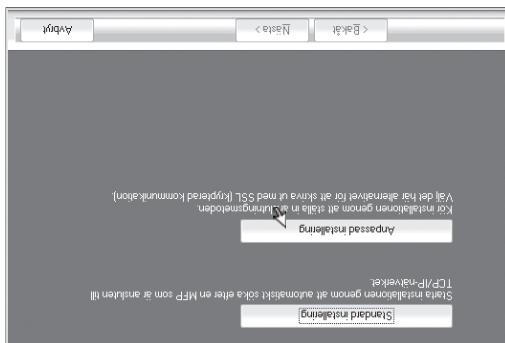 Standard installering
Starta installationen genom att automatiskt söka efter en MFP som är ansluten till
TCP/IP-nätverket.
Anpassad installering
Kör installationen genom att ställa in anslutningsmetoden.
Välj det här alternativet för att skriva ut med SSL (krypterad kommunikation).
< Bakåt
Nästa >
Avbryt